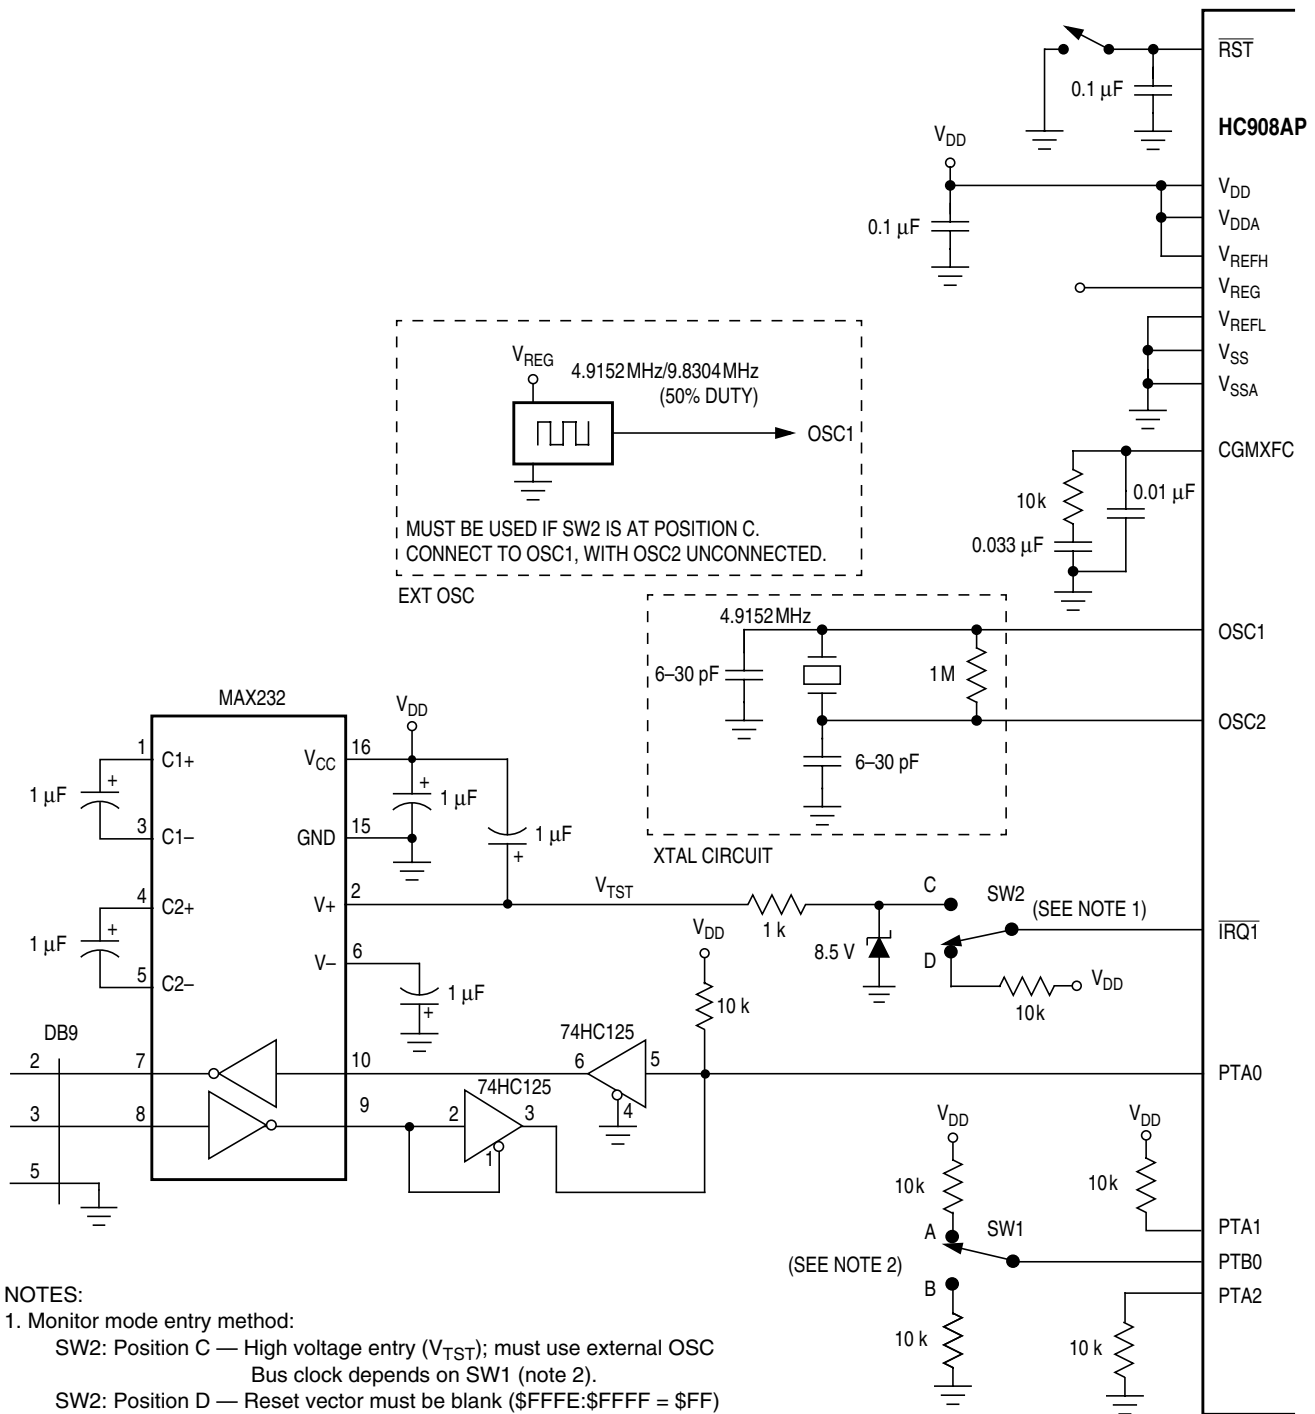 RST
0.1 µF
HC908AP
VDD
VDD
0.1 µF
VDDA
VREFH
VREG
VREFL
VSS
VSSA
VREG
4.9152MHz/9.8304MHz
(50% DUTY)
OSC1
MUST BE USED IF SW2 IS AT POSITION C.
CONNECT TO OSC1, WITH OSC2 UNCONNECTED.
EXT OSC
CGMXFC
10k
0.01 µF
0.033 µF
4.9152MHz
OSC1
6–30 pF
1M
OSC2
6–30 pF
XTAL CIRCUIT
MAX232
VDD
1
C1+
VCC
16
1 µF
+
+
1 µF
3
C1–
GND
15
1 µF
+
4
C2+
V+
2
VTST
1 k
8.5 V
C
SW2
(SEE NOTE 1)
IRQ1
D
VDD
10k
1 µF
+
5
C2–
V–
6
1 µF
+
VDD
10 k
DB9
74HC125
2
7
10
6
5
4
PTA0
74HC125
3
8
9
2
3
1
5
VDD
VDD
10k
10k
A
SW1
PTA1
(SEE NOTE 2)
PTB0
B
PTA2
10 k
10 k
NOTES:
1. Monitor mode entry method:
SW2: Position C — High voltage entry (VTST); must use external OSC
Bus clock depends on SW1 (note 2).
SW2: Position D — Reset vector must be blank ($FFFE:$FFFF = $FF)